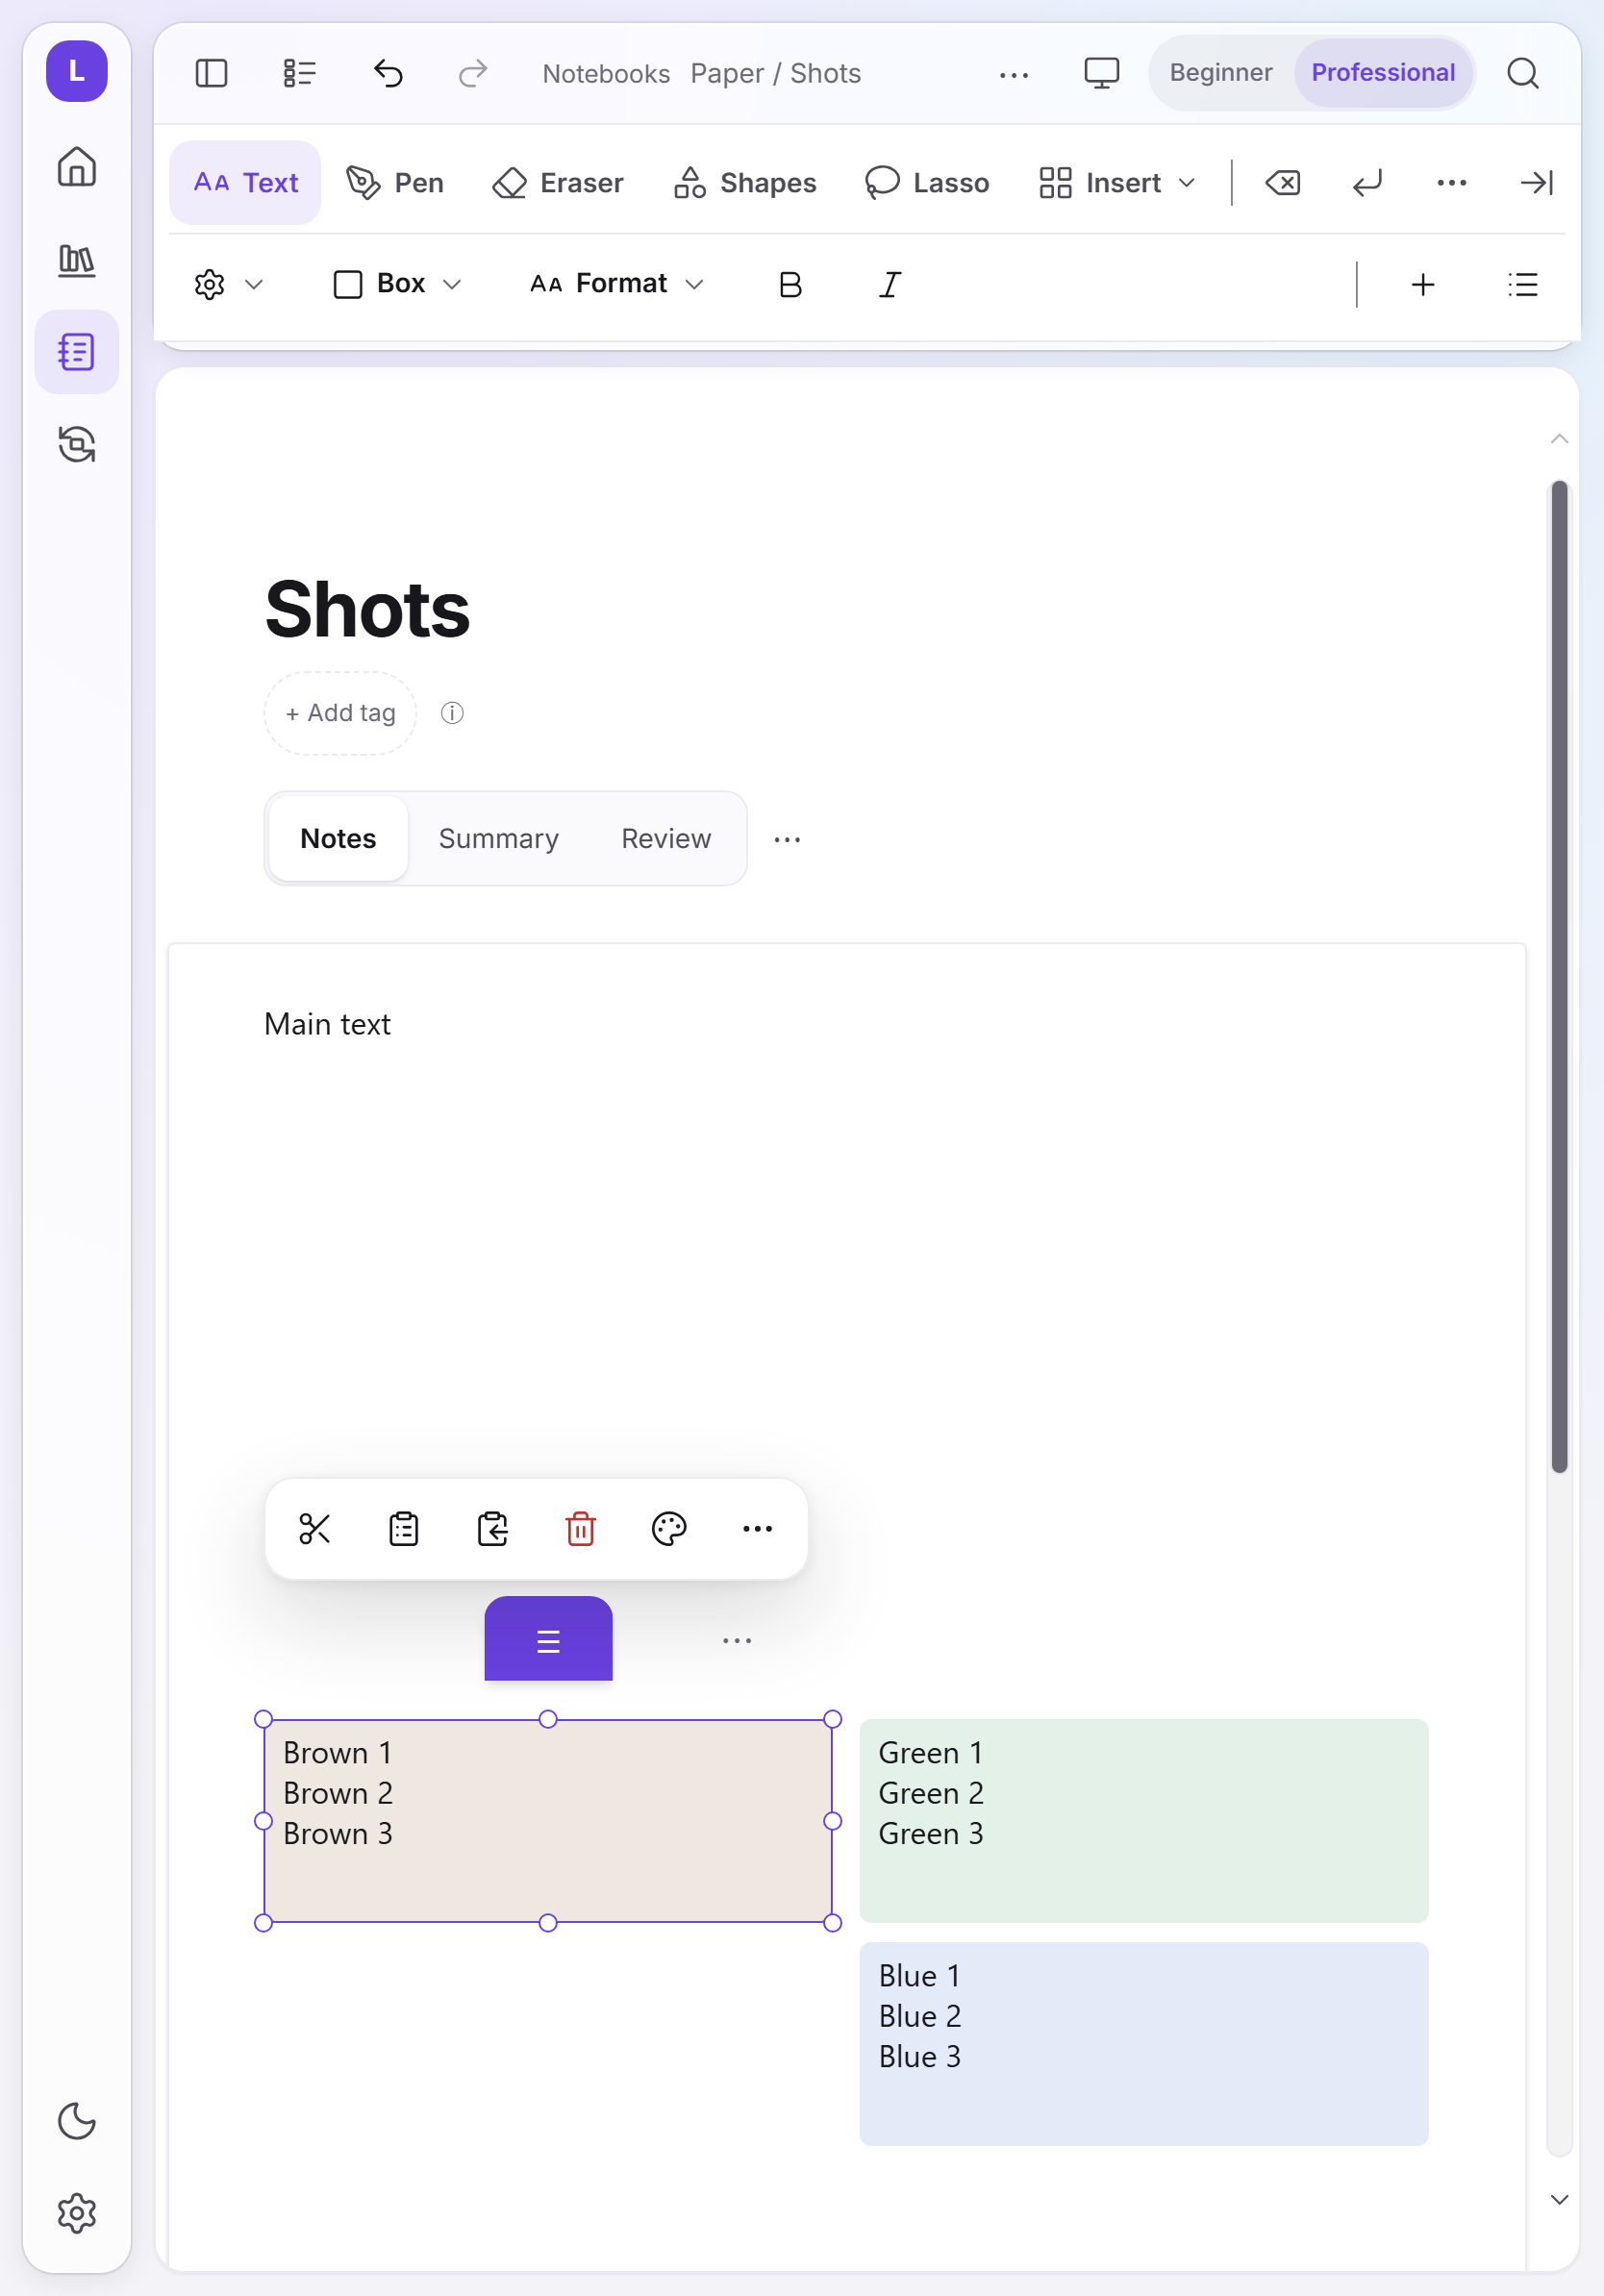 L
Notebooks Paper / Shots
Beginner Professional
Text Pen Eraser Shapes Lasso Insert
Box Format B I
Shots
+ Add tag
Notes Summary Review
Main text
Brown 1
Brown 2
Brown 3
Green 1
Green 2
Green 3
Blue 1
Blue 2
Blue 3